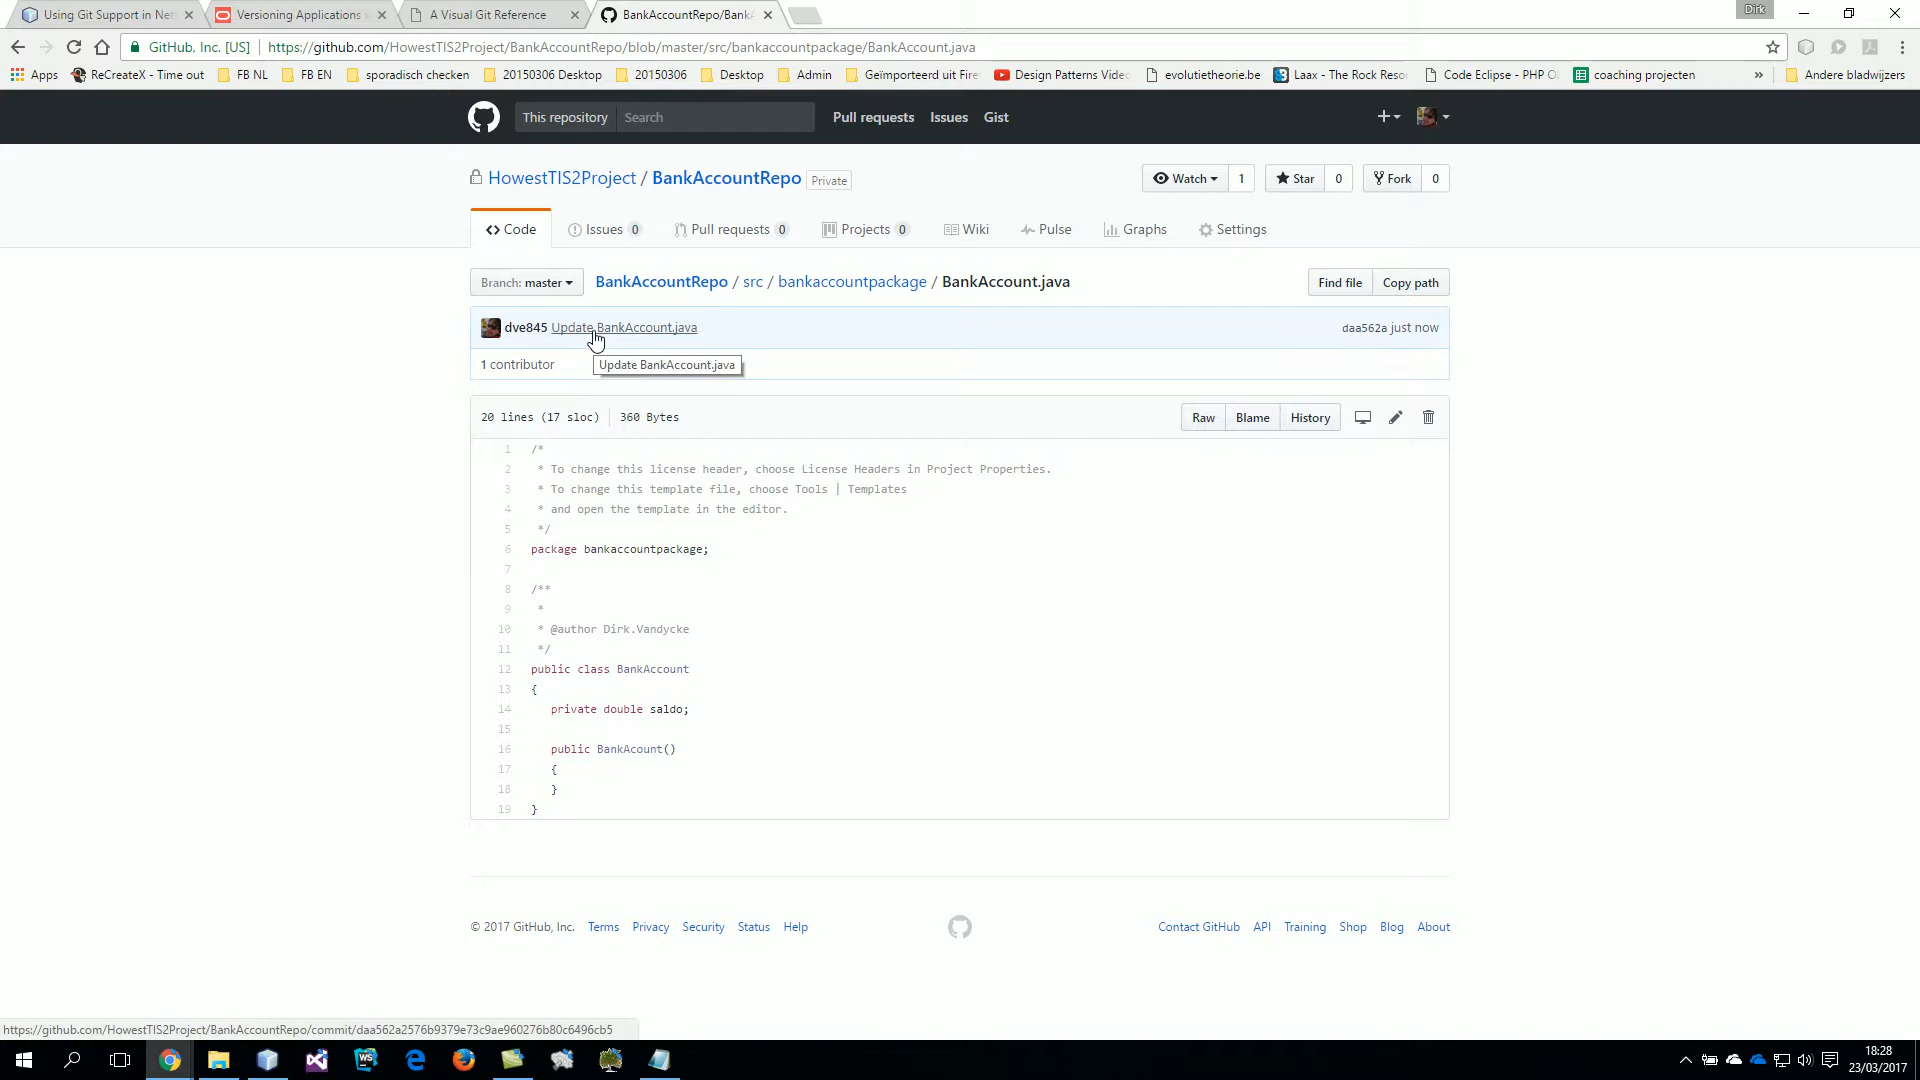 Using Git Support in Net
Versioning Applications w
A Visual Git Reference
BankAccountRepo/Bank
Dirk
GitHub, Inc. [US]
https://github.com/HowestTIS2Project/BankAccountRepo/blob/master/src/bankaccountpackage/BankAccount.java
Apps
ReCreateX - Time out
FB NL
FB EN
sporadisch checken
20150306 Desktop
20150306
Desktop
Admin
Geïmporteerd uit Fire
Design Patterns Video
evolutietheorie.be
Laax - The Rock Resor
Code Eclipse - PHP O
coaching projecten
»
Andere bladwijzers
This repository
Search
Pull requests
Issues
Gist
HowestTIS2Project / BankAccountRepo
Private
Watch
1
Star
0
Fork
0
<> Code
Issues 0
Pull requests 0
Projects 0
Wiki
Pulse
Graphs
Settings
Branch: master
BankAccountRepo / src / bankaccountpackage / BankAccount.java
Find file
Copy path
dve845 Update BankAccount.java
daa562a just now
1 contributor
Update BankAccount.java
20 lines (17 sloc)
360 Bytes
Raw
Blame
History
1 /*
2 * To change this license header, choose License Headers in Project Properties.
3 * To change this template file, choose Tools | Templates
4 * and open the template in the editor.
5 */
6 package bankaccountpackage;
7
8 /**
9 *
10 * @author Dirk.Vandycke
11 */
12 public class BankAccount
13 {
14 private double saldo;
15
16 public BankAcount()
17 {
18 }
19 }
© 2017 GitHub, Inc.
Terms
Privacy
Security
Status
Help
Contact GitHub
API
Training
Shop
Blog
About
https://github.com/HowestTIS2Project/BankAccountRepo/commit/daa562a2576b9379e73c9ae960276b80c6496cb5
WS
18:28
23/03/2017